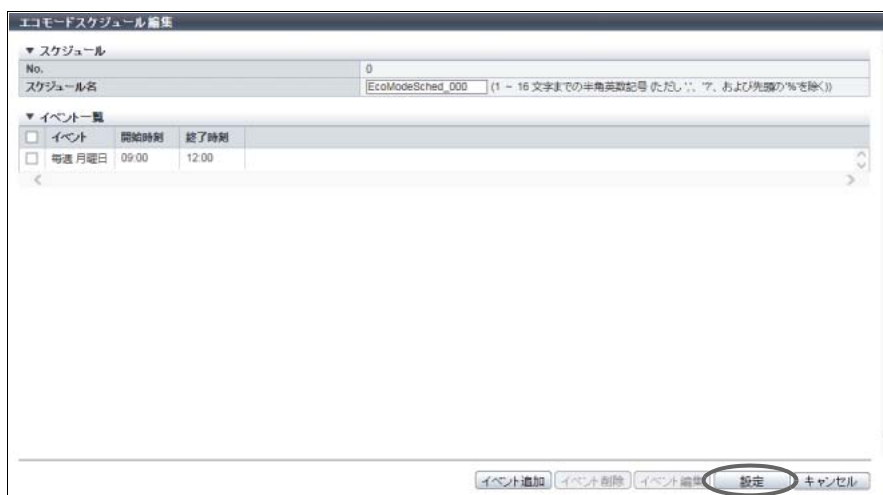 エコモードスケジュール編集
▼ スケジュール
No. 0
スケジュール名 EcoModeSched_000 (1 ~ 16 文字までの半角英数記号 (ただし ','、'?'、および先頭の'%'を除く))
▼ イベント一覧
イベント 開始時刻 終了時刻
毎週 月曜日 09:00 12:00
イベント追加 イベント削除 イベント編集 設定 キャンセル